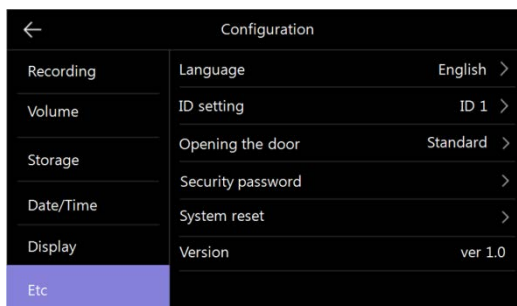 Configuration
Recording
Volume
Storage
Date/Time
Display
Etc
Language English
ID setting ID 1
Opening the door Standard
Security password
System reset
Version ver 1.0